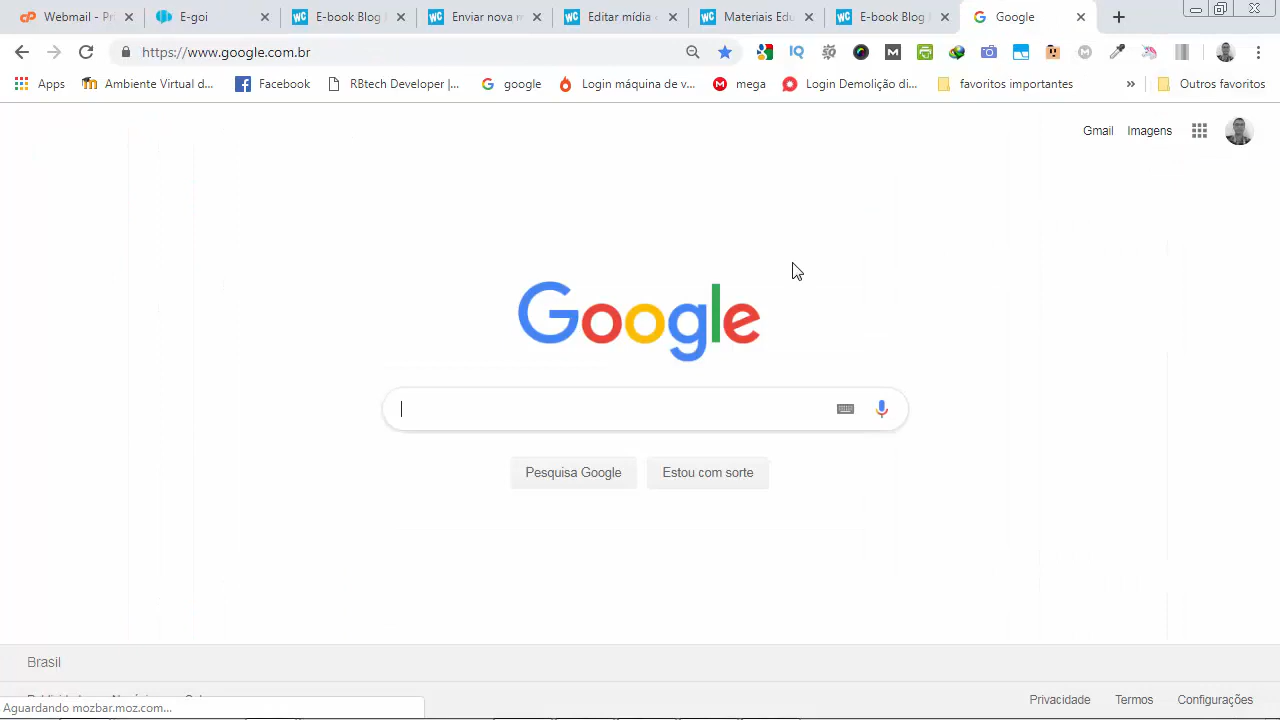 Webmail - Pr
E-goi
E-book Blog
Enviar nova m
Editar mídia
Materiais Edu
E-book Blog
Google
https://www.google.com.br
Apps
Ambiente Virtual d...
Facebook
RBtech Developer |...
google
Login máquina de v...
mega
Login Demolição di...
favoritos importantes
»
Outros favoritos
Gmail Imagens
Google
Pesquisa Google
Estou com sorte
Brasil
Privacidade Termos Configurações
Aguardando mozbar.moz.com...